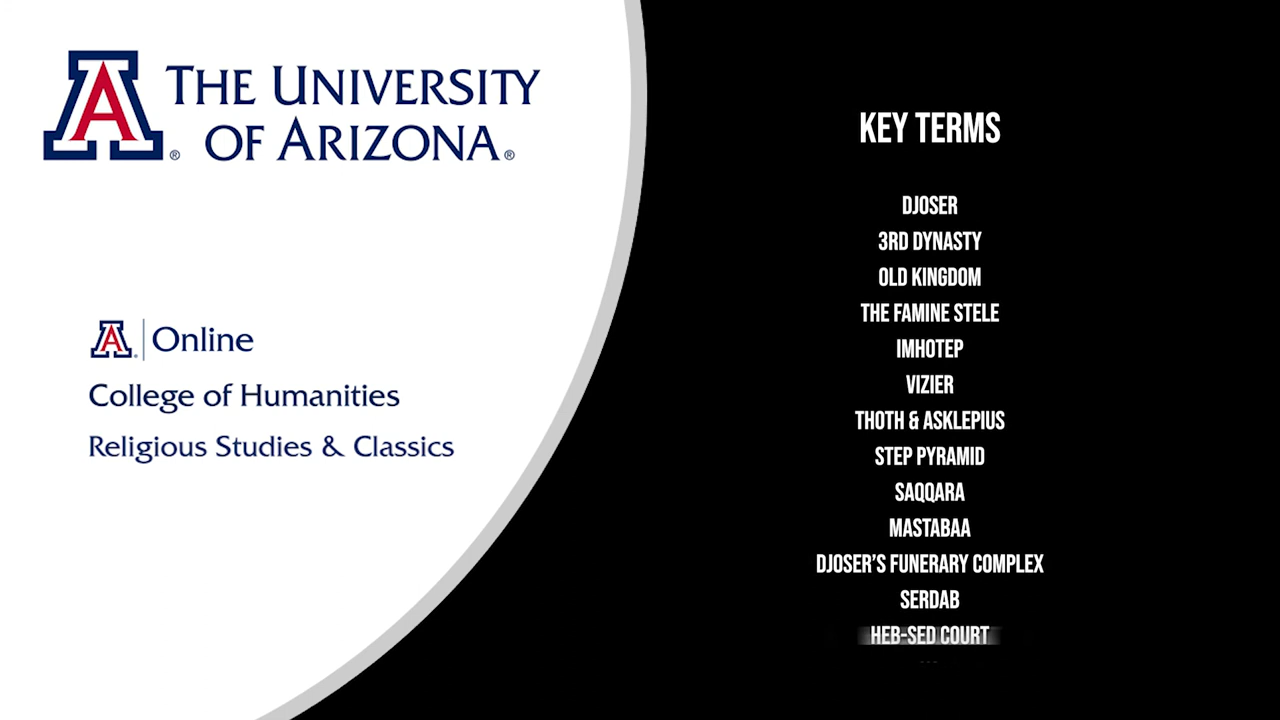 THE UNIVERSITY
OF ARIZONA®
A | Online
College of Humanities
Religious Studies & Classics
KEY TERMS
DJOSER
3RD DYNASTY
OLD KINGDOM
THE FAMINE STELE
IMHOTEP
VIZIER
THOTH & ASKLEPIUS
STEP PYRAMID
SAQQARA
MASTABAA
DJOSER'S FUNERARY COMPLEX
SERDAB
HEB-SED COURT